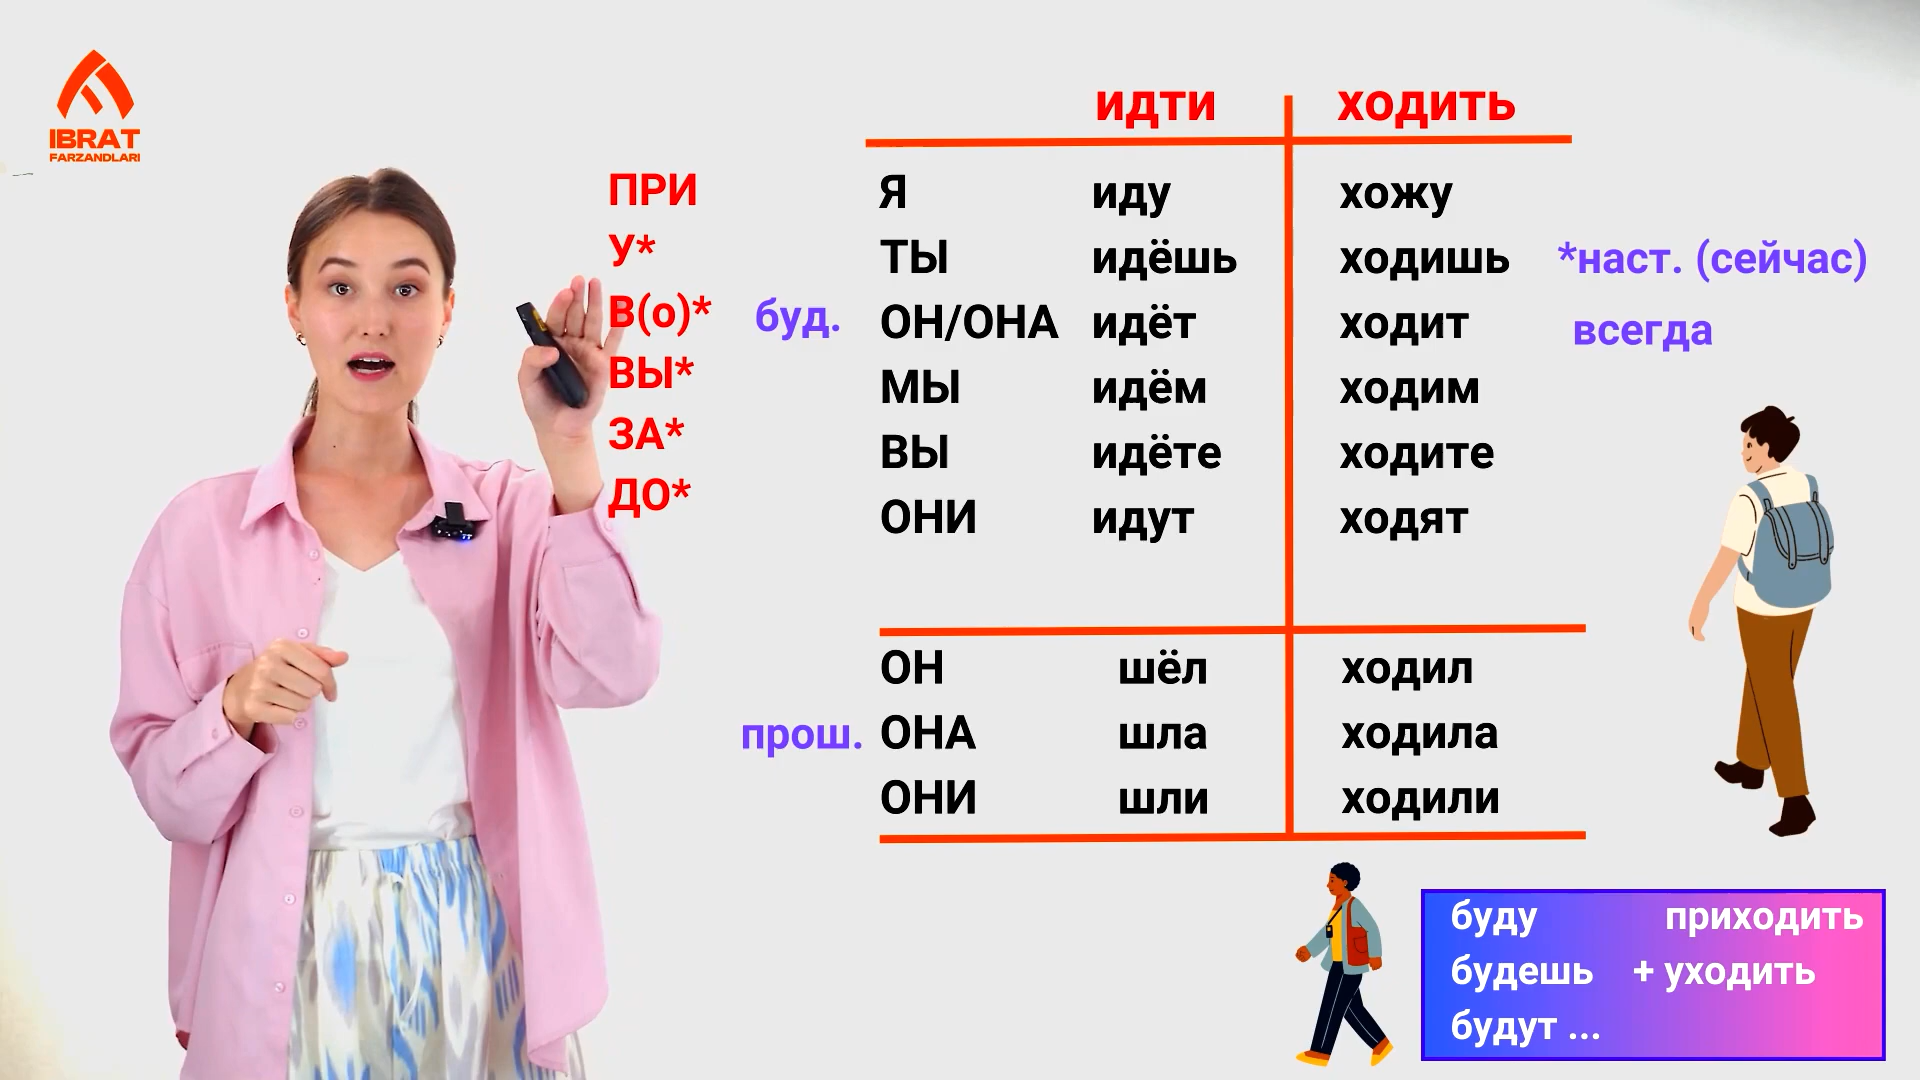 IBRAT
FARZANDLARI
идти ходить
ПРИ
У*
В(о)*
ВЫ*
ЗА*
ДО*
буд.
Я иду хожу
ТЫ идёшь ходишь
ОН/ОНА идёт ходит
МЫ идём ходим
ВЫ идёте ходите
ОНИ идут ходят
*наст. (сейчас)
всегда
прош.
ОН шёл ходил
ОНА шла ходила
ОНИ шли ходили
буду приходить
будешь + уходить
будут ...